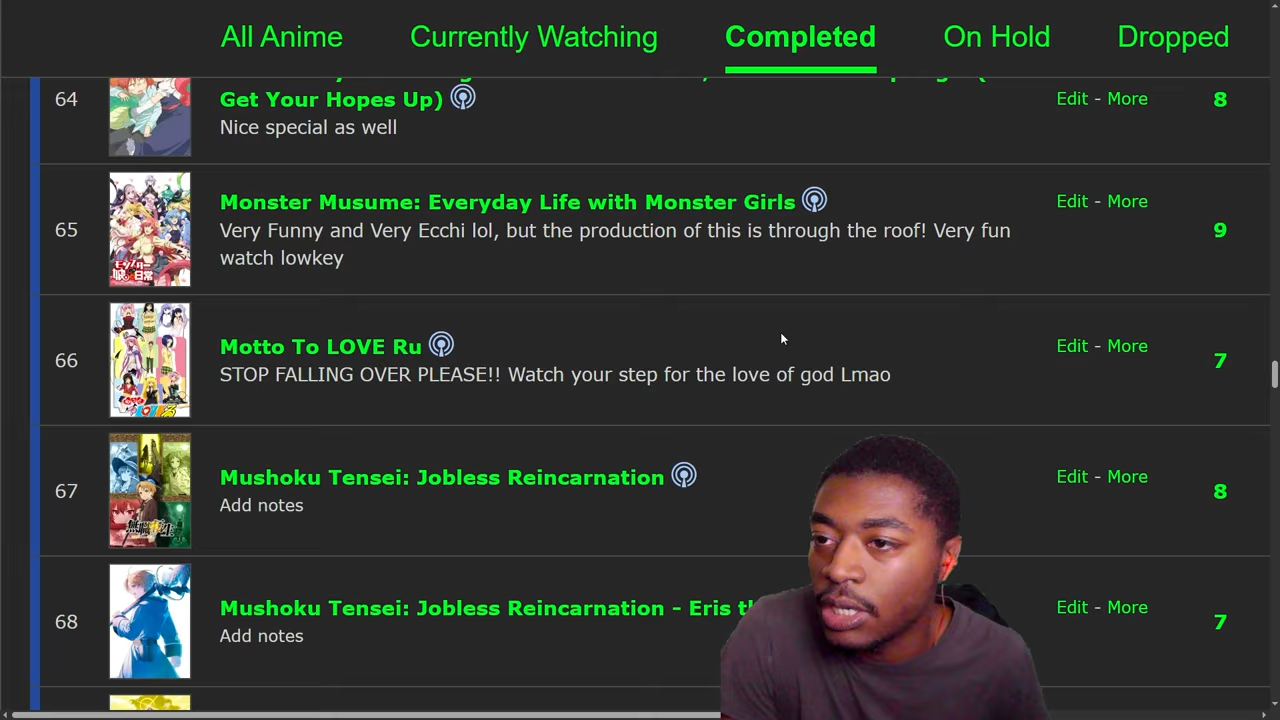 All Anime Currently Watching Completed On Hold Dropped
64 Get Your Hopes Up) Edit - More 8
Nice special as well
65 Monster Musume: Everyday Life with Monster Girls Edit - More 9
Very Funny and Very Ecchi lol, but the production of this is through the roof! Very fun
watch lowkey
66 Motto To LOVE Ru Edit - More 7
STOP FALLING OVER PLEASE!! Watch your step for the love of god Lmao
67 Mushoku Tensei: Jobless Reincarnation Edit - More 8
Add notes
68 Mushoku Tensei: Jobless Reincarnation - Eris Edit - More 7
Add notes